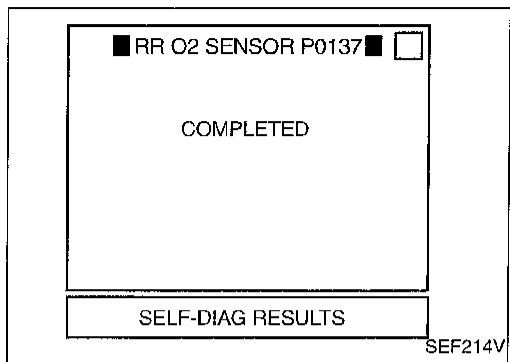 RR O2 SENSOR P0137
COMPLETED
SELF-DIAG RESULTS
SEF214V